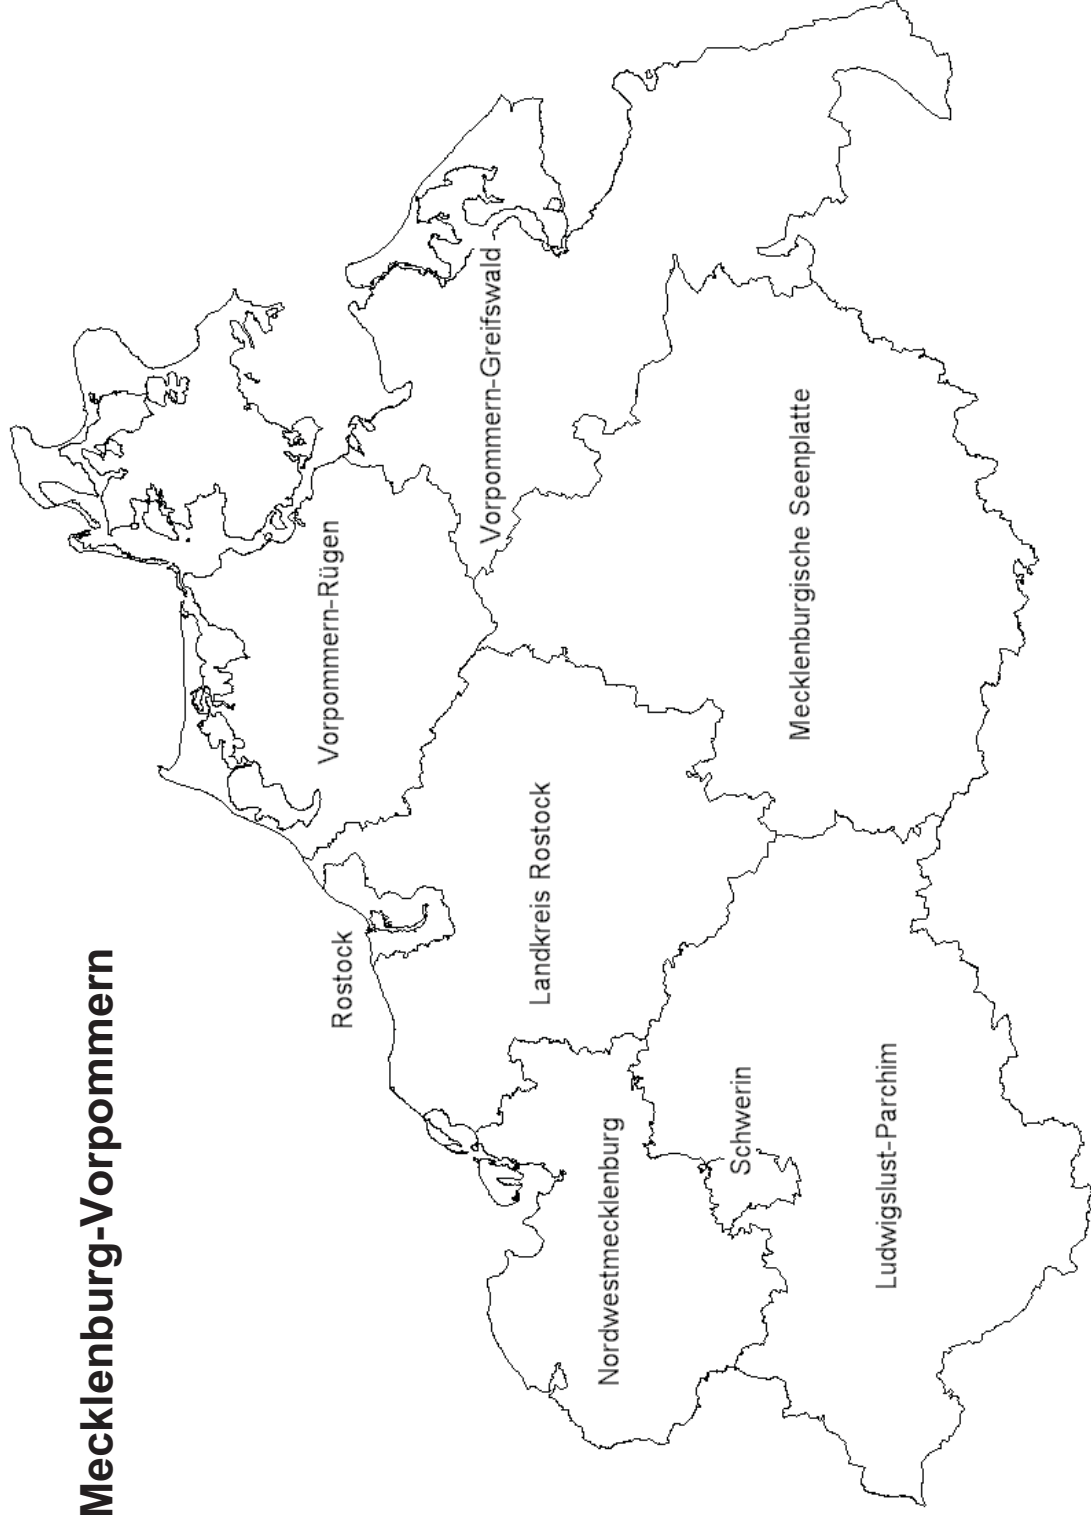 Mecklenburg-Vorpommern
Vorpommern-Rügen
Rostock
Vorpommern-Greifswald
Landkreis Rostock
Nordwestmecklenburg
Schwerin
Mecklenburgische Seenplatte
Ludwigslust-Parchim